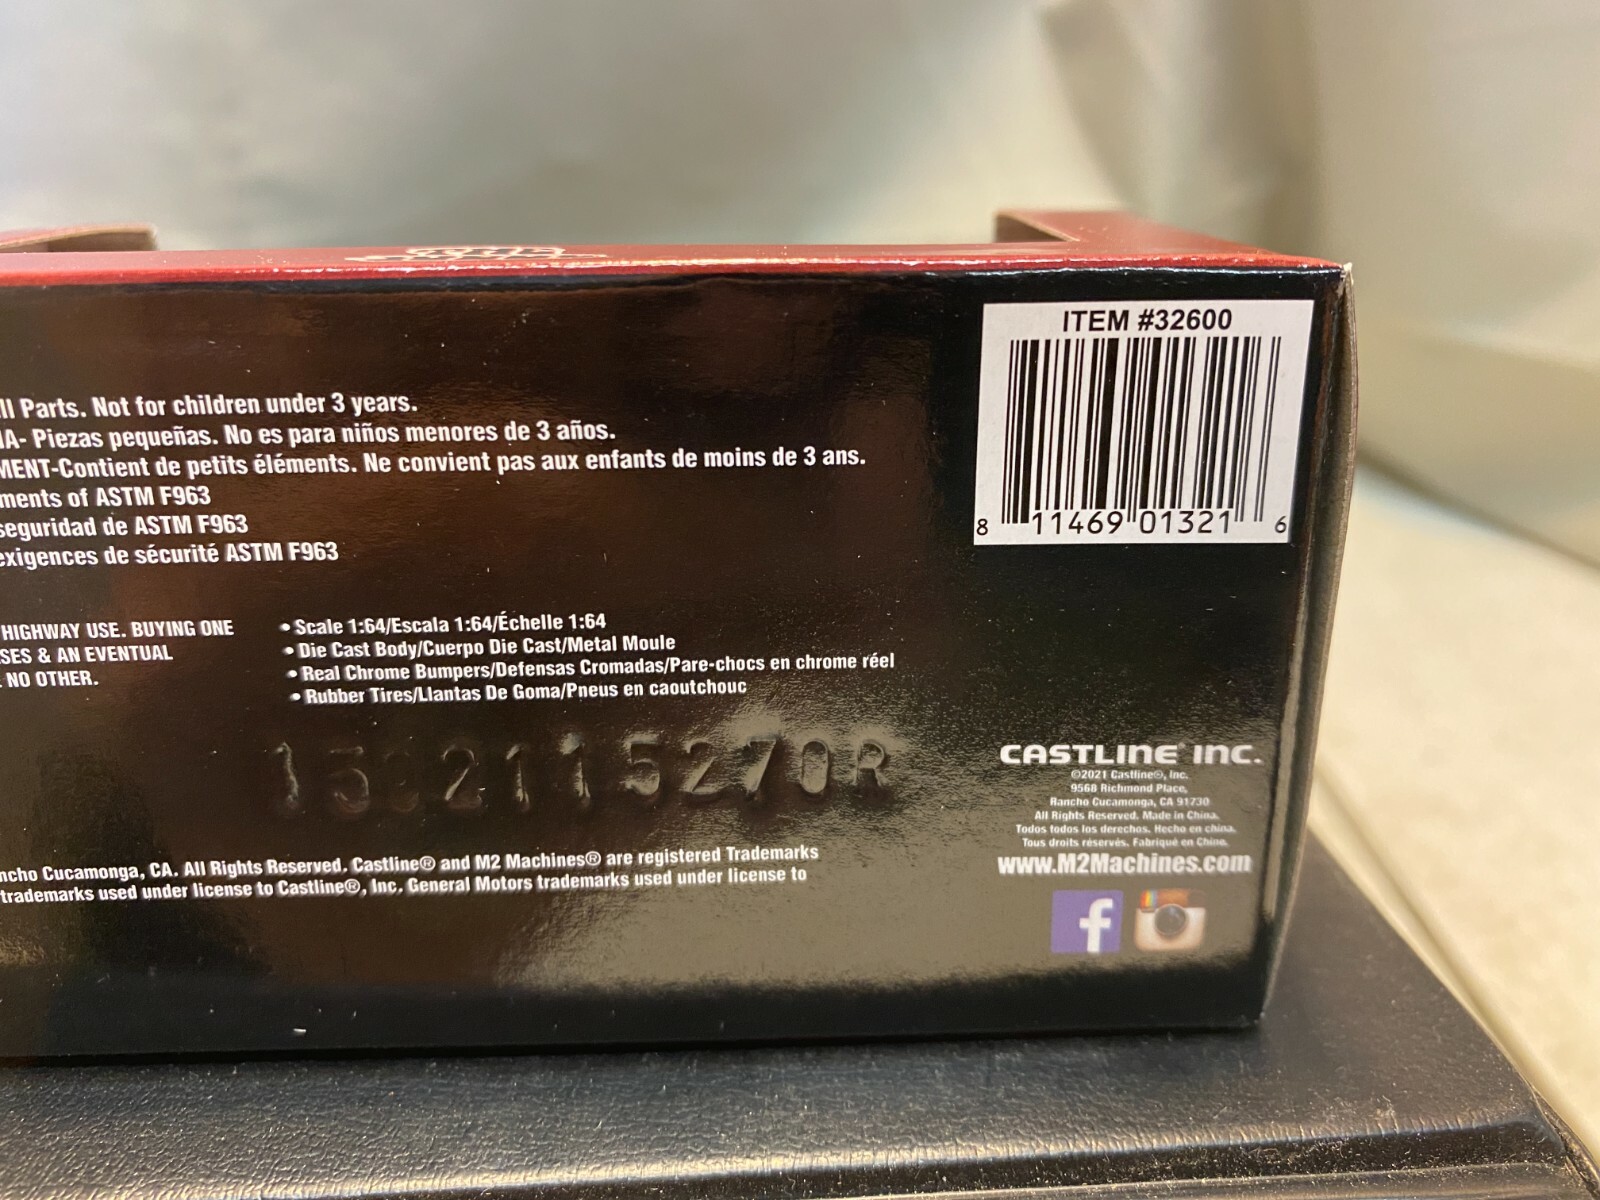 ITEM #32600
8 11469 01321 6
ll Parts. Not for children under 3 years.
IA- Piezas pequeñas. No es para niños menores de 3 años.
MENT-Contient de petits éléments. Ne convient pas aux enfants de moins de 3 ans.
ments of ASTM F963
seguridad de ASTM F963
exigences de sécurité ASTM F963
HIGHWAY USE. BUYING ONE
SES & AN EVENTUAL
NO OTHER.
• Scale 1:64/Escala 1:64/Échelle 1:64
• Die Cast Body/Cuerpo Die Cast/Metal Moule
• Real Chrome Bumpers/Defensas Cromadas/Pare-chocs en chrome réel
• Rubber Tires/Llantas De Goma/Pneus en caoutchouc
CASTLINE® INC.
©2021 Castline®, Inc.
9568 Richmond Place,
Rancho Cucamonga, CA 91730
All Rights Reserved. Made in China.
Todos todos los derechos. Hecho en china.
Tous droits réservés. Fabriqué en Chine.
www.M2Machines.com
ncho Cucamonga, CA. All Rights Reserved. Castline® and M2 Machines® are registered Trademarks
trademarks used under license to Castline®, Inc. General Motors trademarks used under license to